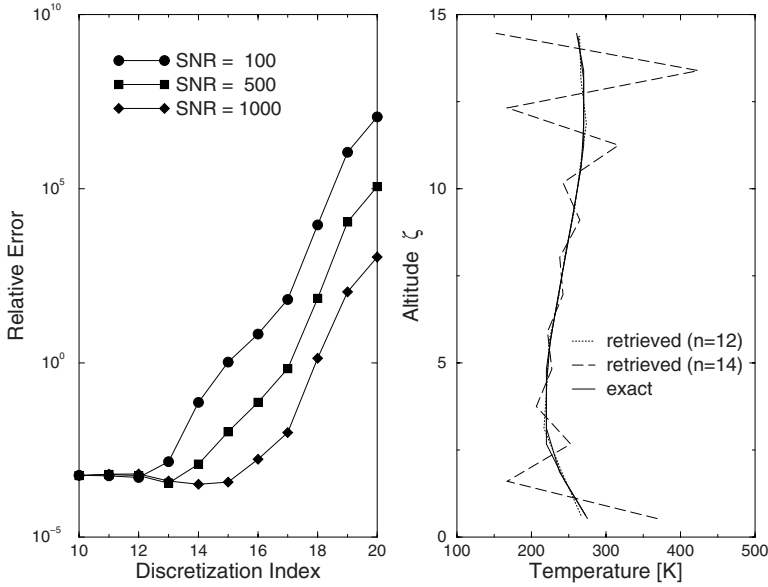 10^10
10^5
10^0
10^−5
Relative Error
SNR = 100
SNR = 500
SNR = 1000
10 12 14 16 18 20
Discretization Index
15
10
5
0
Altitude ζ
retrieved (n=12)
retrieved (n=14)
exact
100 200 300 400 500
Temperature [K]